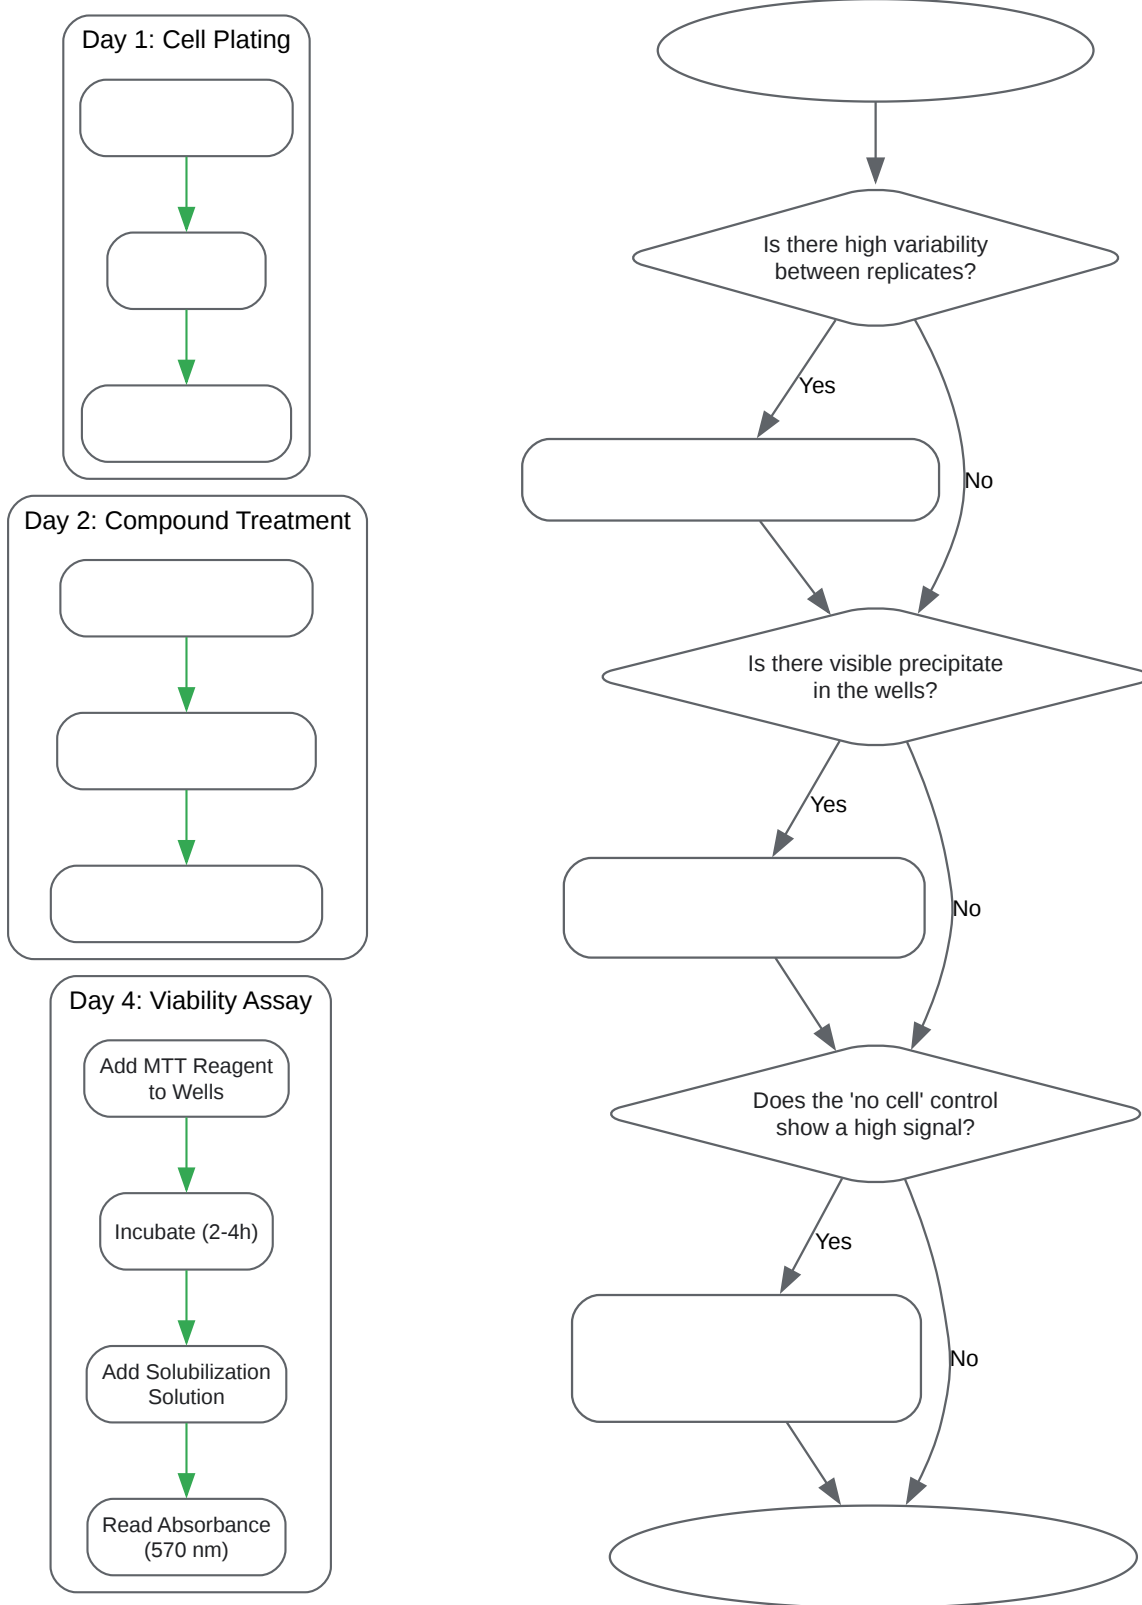 Day 1: Cell Plating
Day 2: Compound Treatment
Day 4: Viability Assay
Add MTT Reagent
to Wells
Incubate (2-4h)
Add Solubilization
Solution
Read Absorbance
(570 nm)
Is there high variability
between replicates?
Yes
No
Is there visible precipitate
in the wells?
Yes
No
Does the 'no cell' control
show a high signal?
Yes
No